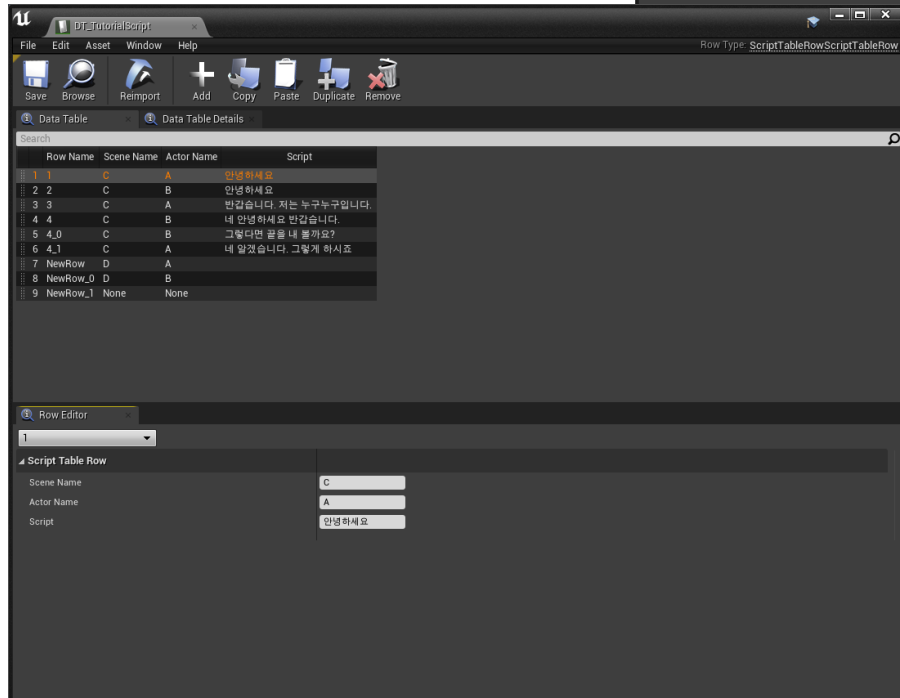 DT_TutorialScript
File Edit Asset Window Help
Row Type: ScriptTableRowScriptTableRow
Save Browse Reimport Add Copy Paste Duplicate Remove
Data Table Data Table Details
Search
Row Name Scene Name Actor Name Script
1 1 C A 안녕하세요
2 2 C B 안녕하세요
3 3 C A 반갑습니다. 저는 누구누구입니다.
4 4 C B 네 안녕하세요 반갑습니다.
5 4_0 C B 그렇다면 끝을 내 볼까요?
6 4_1 C A 네 알겠습니다. 그렇게 하시죠
7 NewRow D A
8 NewRow_0 D B
9 NewRow_1 None None
Row Editor
1
Script Table Row
Scene Name C
Actor Name A
Script 안녕하세요